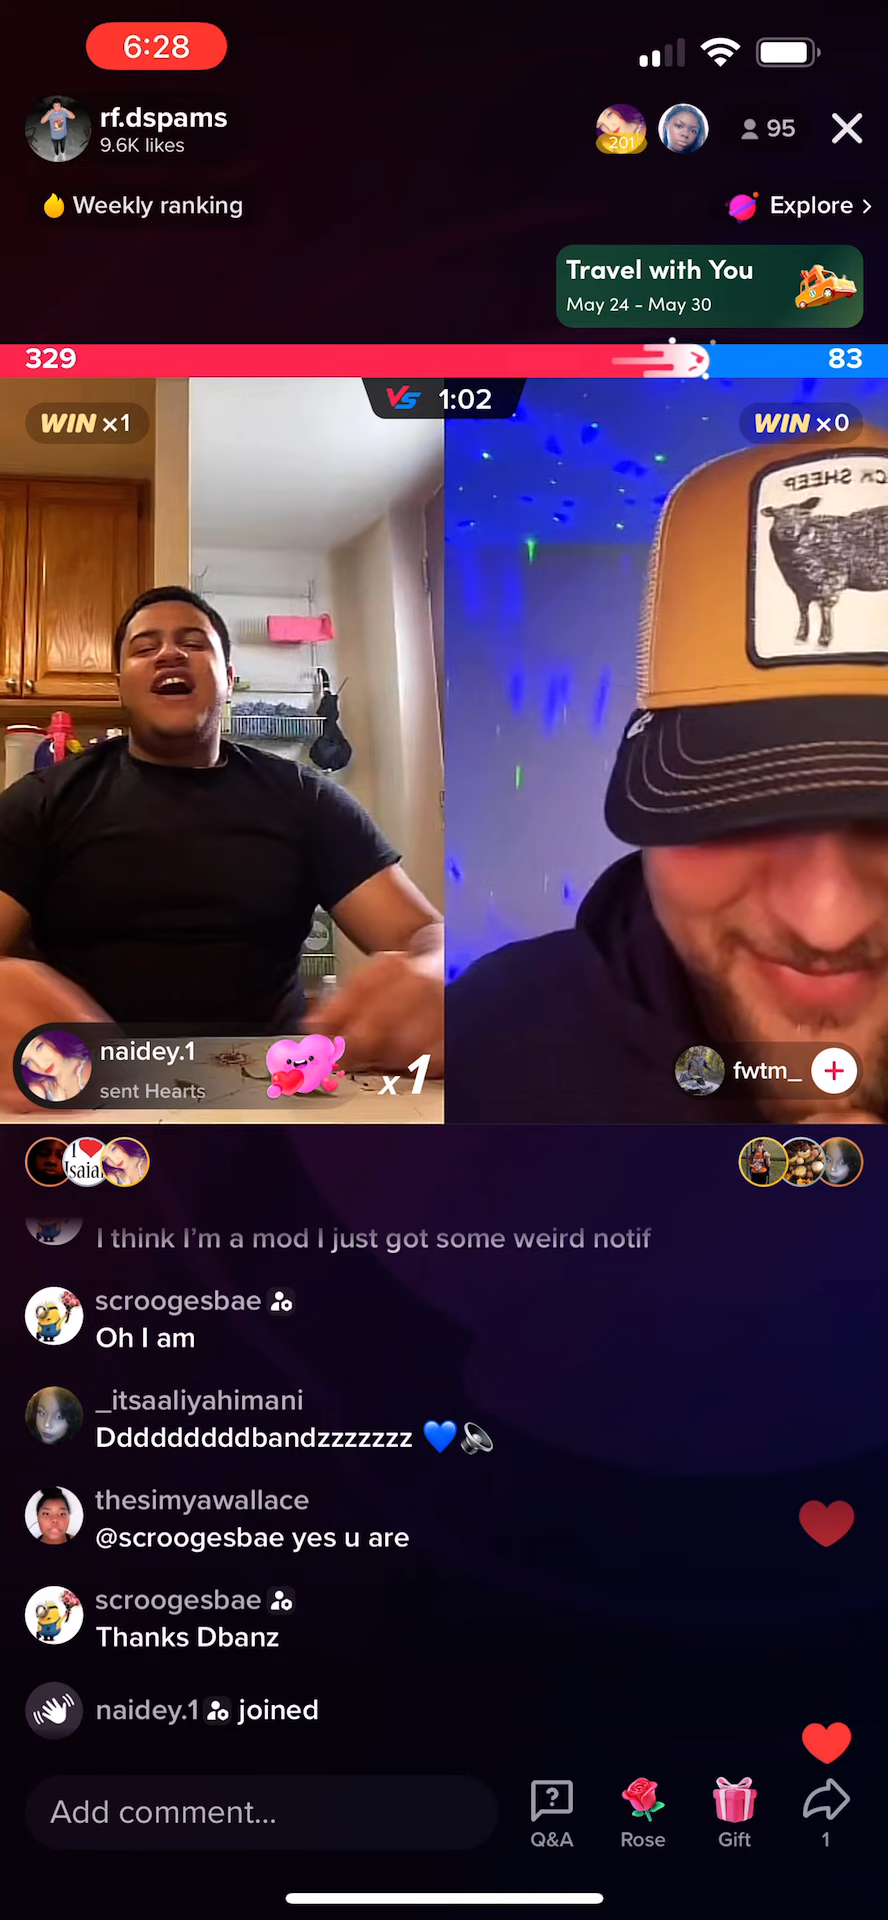 6:28
rf.dspams
9.6K likes
201
95
Weekly ranking
Explore >
Travel with You
May 24 - May 30
329
83
VS 1:02
WIN x1
WIN x0
naidey.1
sent Hearts
x1
fwtm_
I
I think I'm a mod I just got some weird notif
scroogesbae
Oh I am
_itsaaliyahimani
Dddddddddbandzzzzzzz 💙🔈
thesimyawallace
@scroogesbae yes u are
scroogesbae
Thanks Dbanz
naidey.1 joined
Add comment...
Q&A
Rose
Gift
1